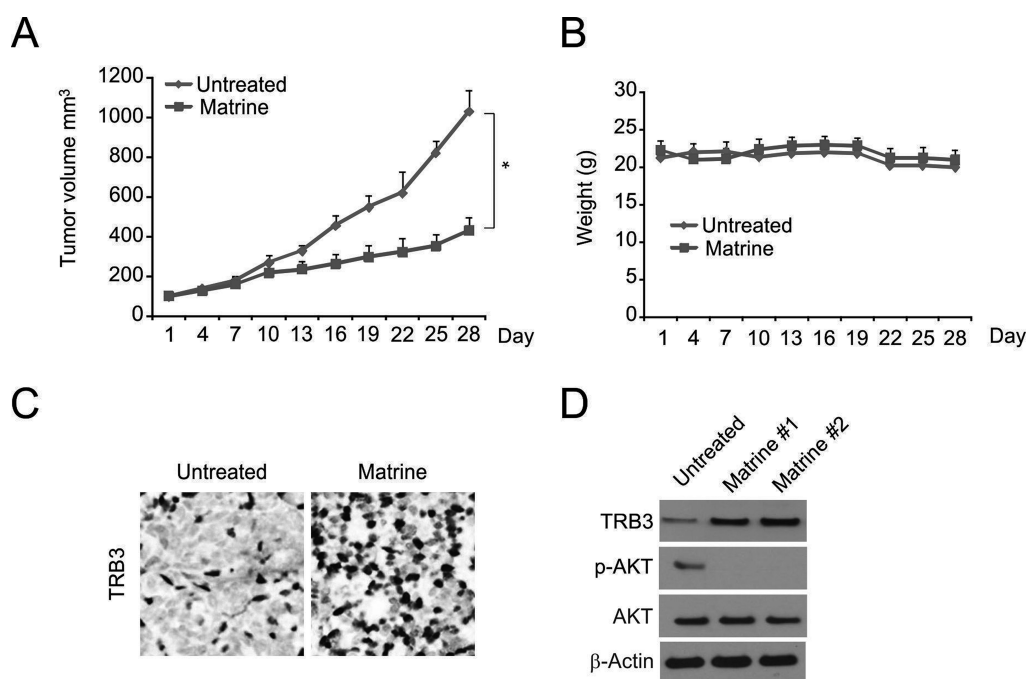 A
Tumor volume mm³
1200
1000
800
600
400
200
0
Untreated
Matrine
*
1 4 7 10 13 16 19 22 25 28 Day
B
Weight (g)
30
25
20
15
10
5
0
Untreated
Matrine
1 4 7 10 13 16 19 22 25 28 Day
C
Untreated Matrine
TRB3
D
Untreated
Matrine #1
Matrine #2
TRB3
p-AKT
AKT
β-Actin